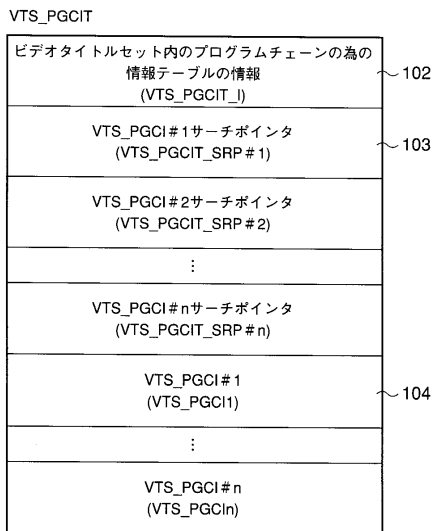 VTS_PGCIT
ビデオタイトルセット内のプログラムチェーンの為の
情報テーブルの情報
(VTS_PGCIT_I)
102
VTS_PGCI#1サーチポインタ
(VTS_PGCIT_SRP#1)
103
VTS_PGCI#2サーチポインタ
(VTS_PGCIT_SRP#2)
⋮
VTS_PGCI#nサーチポインタ
(VTS_PGCIT_SRP#n)
VTS_PGCI#1
(VTS_PGCI1)
104
⋮
VTS_PGCI#n
(VTS_PGCIn)